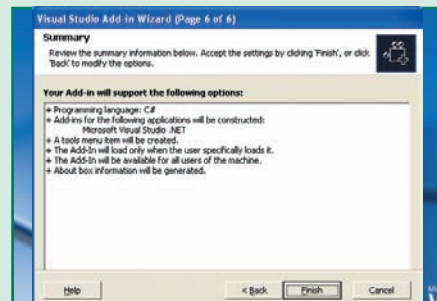 Visual Studio Add-in Wizard (Page 6 of 6)
Summary
Review the summary information below. Accept the settings by clicking 'Finish', or click
'Back' to modify the options.
Your Add-in will support the following options:
+ Programming language: C#
+ Add-ins for the following applications will be constructed:
Microsoft Visual Studio .NET
+ A tools menu item will be created.
+ The Add-In will load only when the user specifically loads it.
+ The Add-In will be available for all users of the machine.
+ About box information will be generated.
Help
< Back
Finish
Cancel